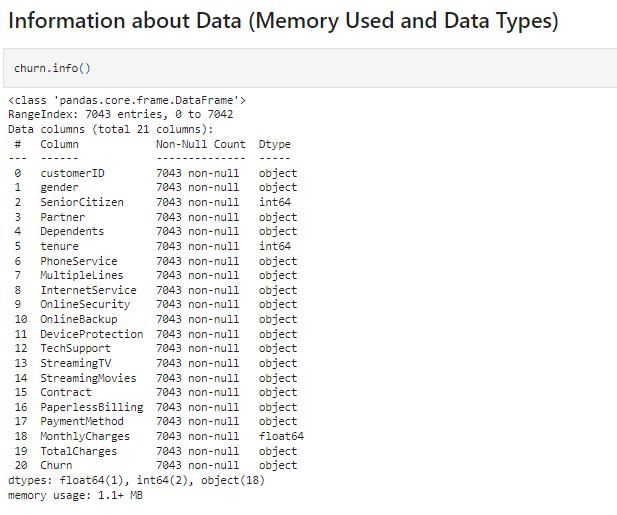 Information about Data (Memory Used and Data Types)
churn.info()
<class 'pandas.core.frame.DataFrame'>
RangeIndex: 7043 entries, 0 to 7042
Data columns (total 21 columns):
 #   Column            Non-Null Count  Dtype
---  ------            --------------  -----
 0   customerID        7043 non-null   object
 1   gender            7043 non-null   object
 2   SeniorCitizen     7043 non-null   int64
 3   Partner           7043 non-null   object
 4   Dependents        7043 non-null   object
 5   tenure            7043 non-null   int64
 6   PhoneService      7043 non-null   object
 7   MultipleLines     7043 non-null   object
 8   InternetService   7043 non-null   object
 9   OnlineSecurity    7043 non-null   object
 10  OnlineBackup      7043 non-null   object
 11  DeviceProtection  7043 non-null   object
 12  TechSupport       7043 non-null   object
 13  StreamingTV       7043 non-null   object
 14  StreamingMovies   7043 non-null   object
 15  Contract          7043 non-null   object
 16  PaperlessBilling  7043 non-null   object
 17  PaymentMethod     7043 non-null   object
 18  MonthlyCharges    7043 non-null   float64
 19  TotalCharges      7043 non-null   object
 20  Churn             7043 non-null   object
dtypes: float64(1), int64(2), object(18)
memory usage: 1.1+ MB